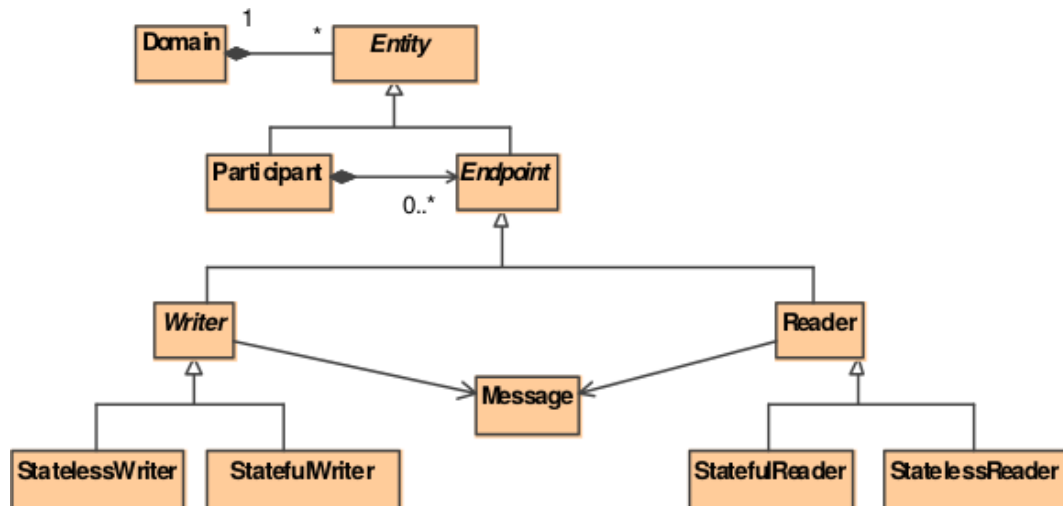 1
Domain
*
Entity
Participant
Endpoint
0..*
Writer
Reader
Message
StatelessWriter
StatefulWriter
StatefulReader
StatelessReader